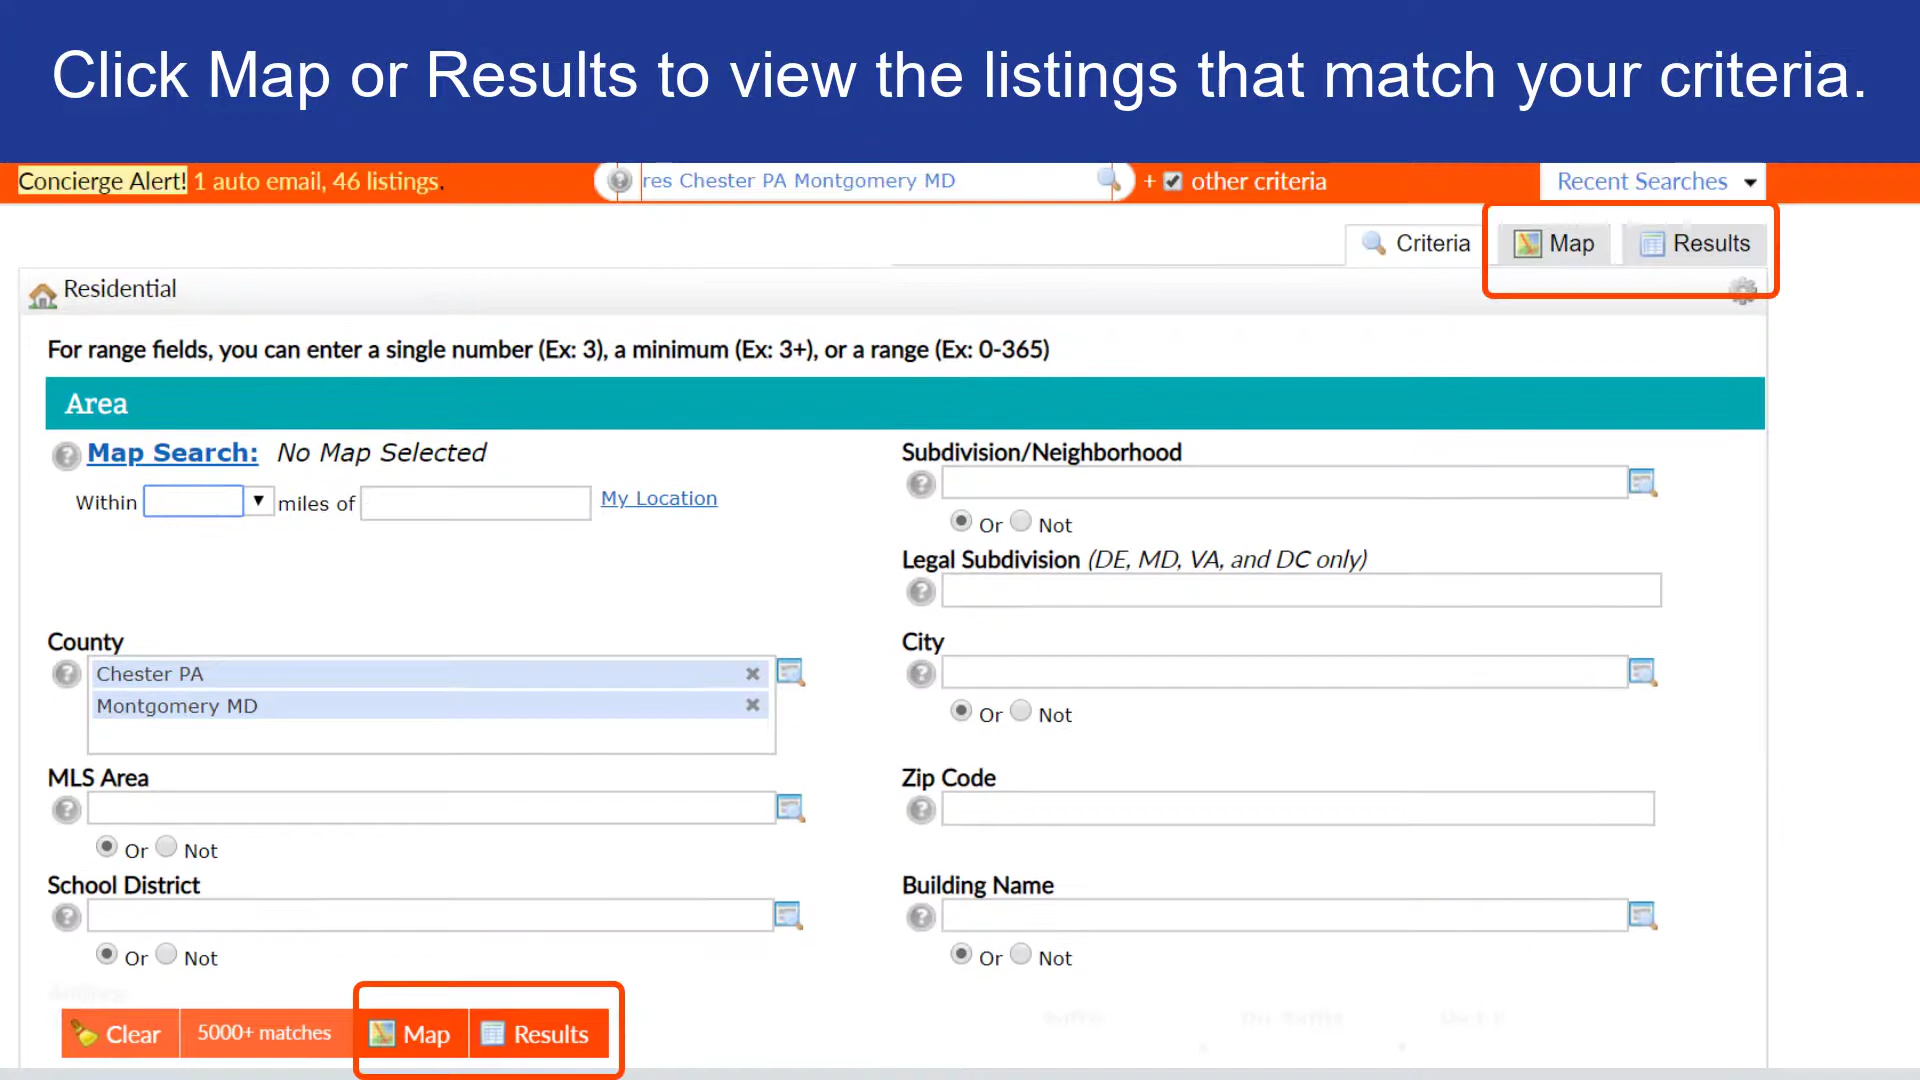 Click Map or Results to view the listings that match your criteria.
Concierge Alert! 1 auto email, 46 listings.
res Chester PA Montgomery MD
+ other criteria
Recent Searches
Criteria
Map
Results
Residential
For range fields, you can enter a single number (Ex: 3), a minimum (Ex: 3+), or a range (Ex: 0-365)
Area
Map Search: No Map Selected
Within miles of My Location
Subdivision/Neighborhood
Or Not
Legal Subdivision (DE, MD, VA, and DC only)
County
Chester PA
Montgomery MD
City
Or Not
MLS Area
Or Not
Zip Code
School District
Or Not
Building Name
Or Not
Clear
5000+ matches
Map
Results